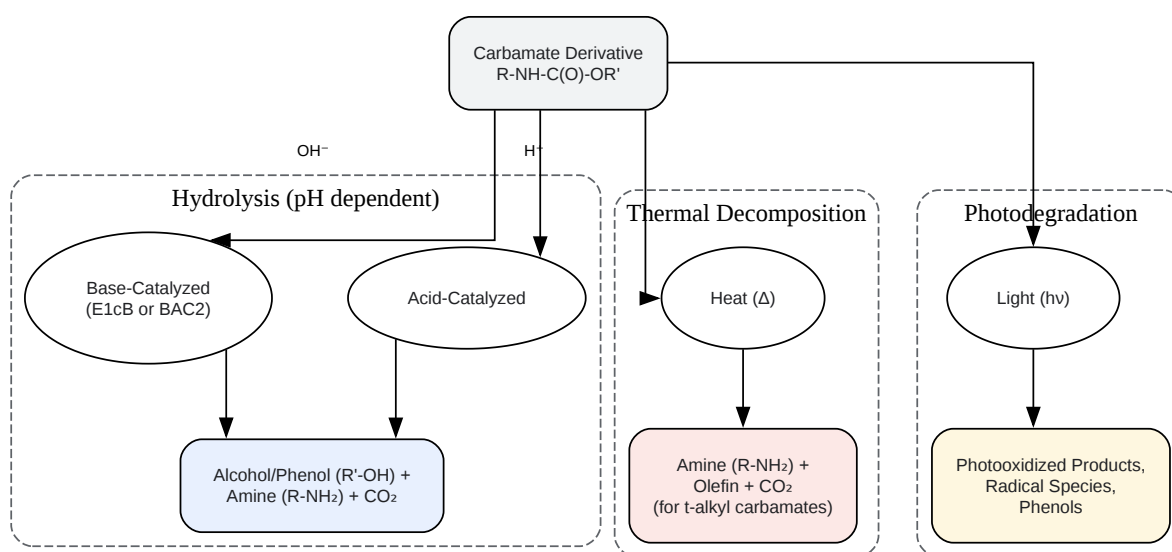 Carbamate Derivative
R-NH-C(O)-OR'
OH⁻
H⁺
Hydrolysis (pH dependent)
Thermal Decomposition
Photodegradation
Base-Catalyzed
(E1cB or BAC2)
Acid-Catalyzed
Heat (Δ)
Light (hν)
Alcohol/Phenol (R'-OH) +
Amine (R-NH₂) + CO₂
Amine (R-NH₂) +
Olefin + CO₂
(for t-alkyl carbamates)
Photooxidized Products,
Radical Species,
Phenols